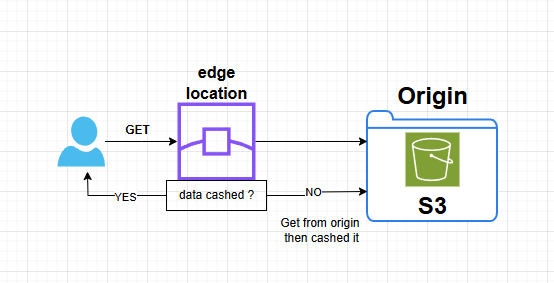 edge
location
Origin
GET
S3
data cashed ?
YES
NO
Get from origin
then cashed it